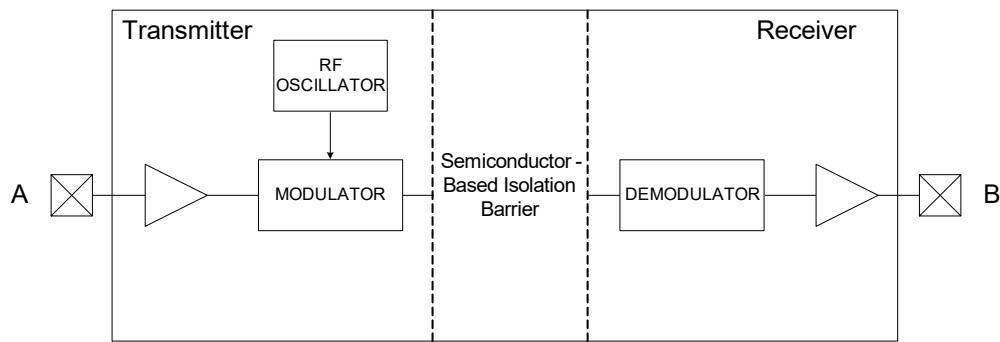 Transmitter
Receiver
RF
OSCILLATOR
A
MODULATOR
Semiconductor -
Based Isolation
Barrier
DEMODULATOR
B